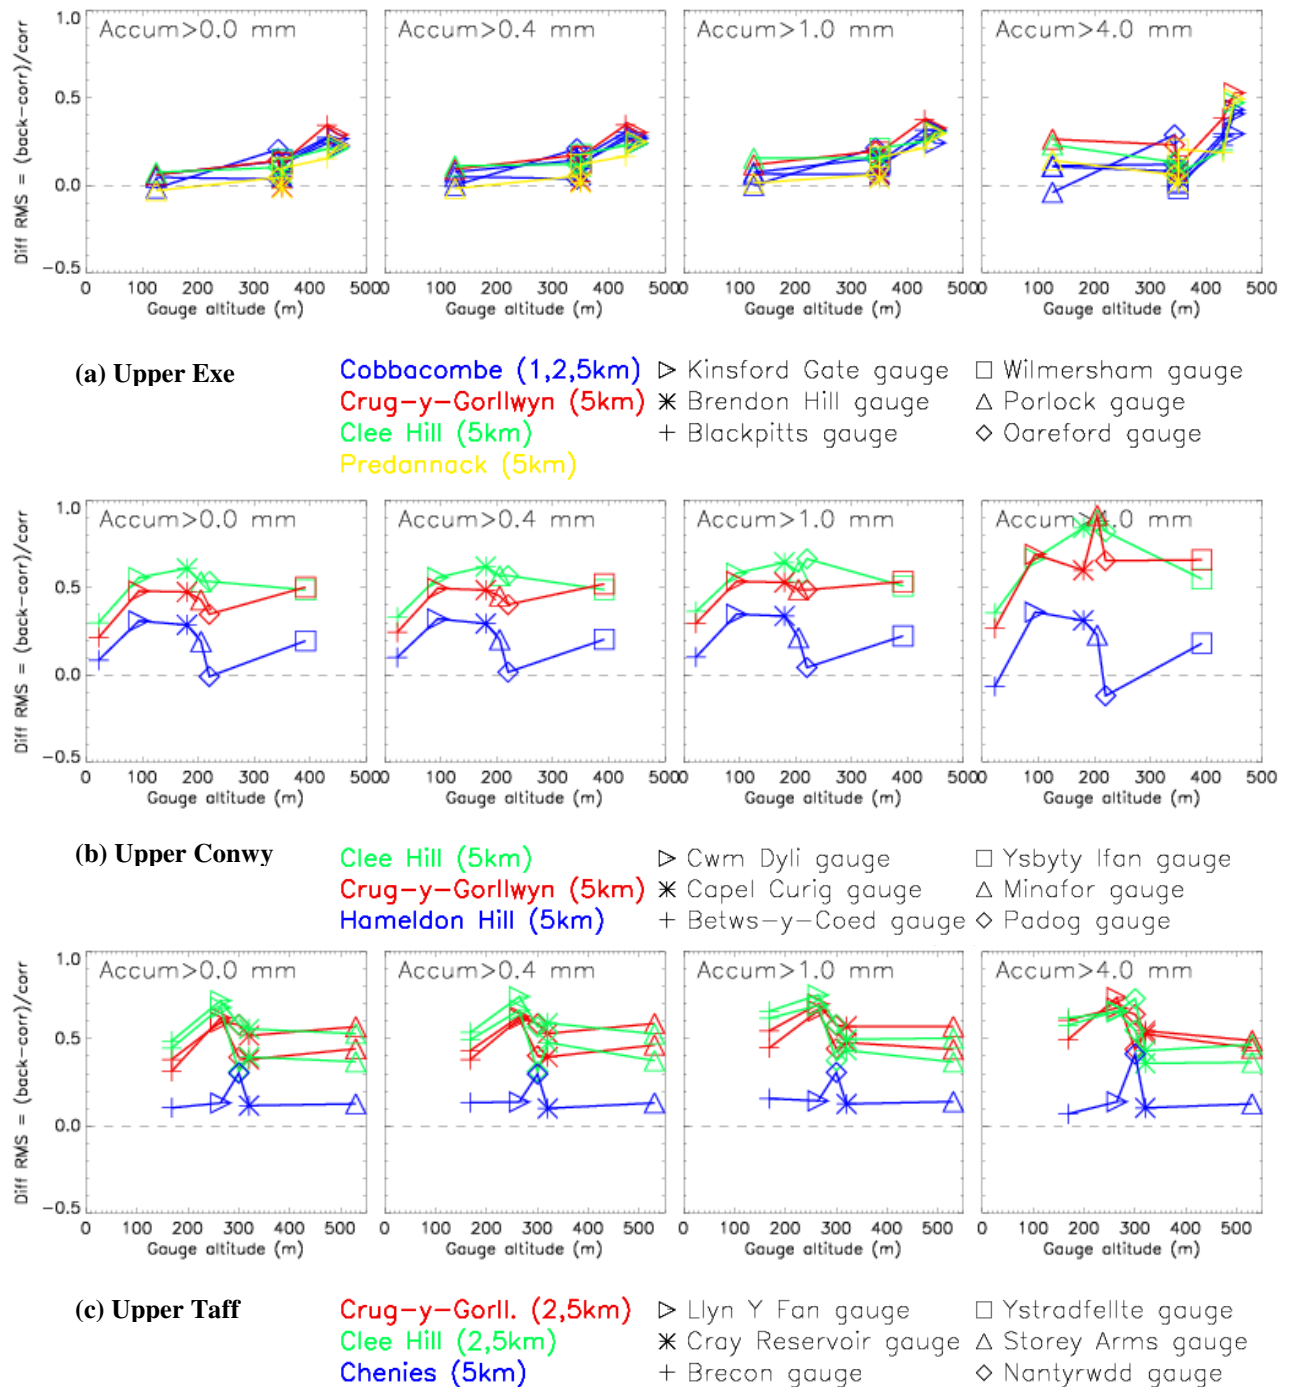 Accum>0.0 mm Accum>0.4 mm Accum>1.0 mm Accum>4.0 mm
Diff RMS = (back-corr)/corr
1.0
0.5
0.0
-0.5
0 100 200 300 400 5000 100 200 300 400 5000 100 200 300 400 5000 100 200 300 400 500
Gauge altitude (m) Gauge altitude (m) Gauge altitude (m) Gauge altitude (m)
(a) Upper Exe
Cobbacombe (1,2,5km) Kinsford Gate gauge Wilmersham gauge
Crug-y-Gorllwyn (5km) Brendon Hill gauge Porlock gauge
Clee Hill (5km) Blackpitts gauge Oareford gauge
Predannack (5km)
Accum>0.0 mm Accum>0.4 mm Accum>1.0 mm Accum>4.0 mm
Diff RMS = (back-corr)/corr
1.0
0.5
0.0
-0.5
0 100 200 300 400 5000 100 200 300 400 5000 100 200 300 400 5000 100 200 300 400 500
Gauge altitude (m) Gauge altitude (m) Gauge altitude (m) Gauge altitude (m)
(b) Upper Conwy
Clee Hill (5km) Cwm Dyli gauge Ysbyty Ifan gauge
Crug-y-Gorllwyn (5km) Capel Curig gauge Minafor gauge
Hameldon Hill (5km) Betws-y-Coed gauge Padog gauge
Accum>0.0 mm Accum>0.4 mm Accum>1.0 mm Accum>4.0 mm
Diff RMS = (back-corr)/corr
1.0
0.5
0.0
-0.5
0 100 200 300 400 500 0 100 200 300 400 500 0 100 200 300 400 500 0 100 200 300 400 500
Gauge altitude (m) Gauge altitude (m) Gauge altitude (m) Gauge altitude (m)
(c) Upper Taff
Crug-y-Gorll. (2,5km) Llyn Y Fan gauge Ystradfellte gauge
Clee Hill (2,5km) Cray Reservoir gauge Storey Arms gauge
Chenies (5km) Brecon gauge Nantyrwdd gauge